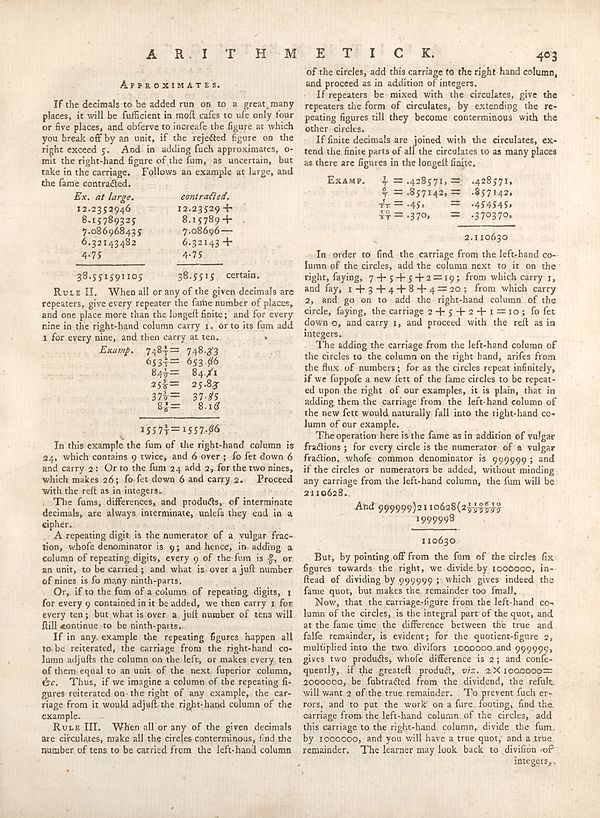 A R I T H M E T I C K.
403
APPROXIMATES.
If the decimals to be added run on to a great many
places, it will be sufficient in moſt caſes to uſe only four
or five places, and obſerve to increaſe the figure at which
you break off by an unit, if the rejected figure on the
right exceed 5. And in adding ſuch approximates, o-
mit the right-hand figure of the ſum, as uncertain, but
take in the carriage. Follows an example at large, and
the ſame contracted.
Ex. at large. contracted.
12.2352946 12.23529 +
8.15789325 8.15789 +
7.086968435 7.08696 —
6.32143482 6.32143 +
4.75 4.75
38.551591105 38.5515 certain.
RULE II. When all or any of the given decimals are
repeaters, give every repeater the ſame number of places,
and one place more than the longeſt finite; and for every
nine in the right-hand column carry 1. or to its ſum add
1 for every nine, and then carry at ten.
Examp. 748⅓ = 748.33
653⅔ = 653.66
84 = 84.11
25 = 25.83
37 = 37.55
8 = 8.16
1557⅔ = 1557.66
In this example the ſum of the right-hand column is
24, which contains 9 twice, and 6 over; ſo ſet down 6
and carry 2: Or to the ſum 24 add 2, for the two nines,
which makes 26; ſo ſet down 6 and carry 2. Proceed
with the reſt as in integers.
The ſums, differences, and products, of interminate
decimals, are always interminate, unleſs they end in a
cipher.
A repeating digit is the numerator of a vulgar frac-
tion, whoſe denominator is 9; and hence, in adding a
column of repeating digits, every 9 of the ſum is 9/9, or
an unit, to be carried; and what is over a juſt number
of nines is ſo many ninth-parts.
Or, if to the ſum of a column of repeating digits, 1
for every 9 contained in it be added, we then carry 1 for
every ten; but what is over a juſt number of tens will
ſtill continue to be ninth-parts.
If in any example the repeating figures happen all
to be reiterated, the carriage from the right-hand co-
lumn adjuſts the column on the left, or makes every ten
of them equal to an unit of the next ſuperior column,
&c. Thus, if we imagine a column of the repeating fi-
gures reiterated on the right of any example, the car-
riage from it would adjuſt the right-hand column of the
example.
RULE III. When all or any of the given decimals
are circulates, make all the circles conterminous, find the
number of tens to be carried from the left-hand column
of the circles, add this carriage to the right hand column,
and proceed as in addition of integers.
If repeaters be mixed with the circulates, give the
repeaters the form of circulates, by extending the re-
peating figures till they become conterminous with the
other circles.
If finite decimals are joined with the circulates, ex-
tend the finite parts of all the circulates to as many places
as there are figures in the longeſt finite.
EXAMP. 3/7 = .428571, = .428571,
6/7 = .857142, = .857142,
5/11 = .45, = .454545,
10/27 = .370, = .370370,
2.110630
In order to find the carriage from the left-hand co-
lumn of the circles, add the column next to it on the
right, ſaying, 7 + 5 + 5 + 2 = 19; from which carry 1,
and ſay, 1 + 3 + 4 + 8 + 4 = 20; from which carry
2, and go on to add the right-hand column of the
circle, ſaying, the carriage 2 + 5 + 2 + 1 = 10; ſo ſet
down 0, and carry 1, and proceed with the reſt as in
integers.
The adding the carriage from the left-hand column of
the circles to the column on the right hand, ariſes from
the flux of numbers; for as the circles repeat infinitely,
if we ſuppoſe a new ſett of the ſame circles to be repeat-
ed upon the right of our examples, it is plain, that in
adding them the carriage from the left-hand column of
the new ſett would naturally fall into the right-hand co-
lumn of our example.
The operation here is the ſame as in addition of vulgar
fractions; for every circle is the numerator of a vulgar
fraction, whoſe common denominator is 999999; and
if the circles or numerators be added, without minding
any carriage from the left-hand column, the ſum will be
2110628.
And 999999)2110628(2 110630/999999
1999998
110630
But, by pointing off from the ſum of the circles ſix
figures towards the right, we divide by 1000000, in-
ſtead of dividing by 999999; which gives indeed the
ſame quot, but makes the remainder too ſmall.
Now, that the carriage-figure from the left-hand co-
lumn of the circles, is the integral part of the quot, and
at the ſame time the difference between the true and
falſe remainder, is evident; for the quotient-figure 2,
multiplied into the two diviſors 1000000 and 999999,
gives two products, whoſe difference is 2; and conſe-
quently, if the greateſt product, viz. 2 × 1000000 =
2000000, be ſubtracted from the dividend, the reſult
will want 2 of the true remainder. To prevent ſuch er-
rors, and to put the work on a ſure footing, find the
carriage from the left-hand column of the circles, add
this carriage to the right-hand column, divide the ſum
by 1000000, and you will have a true quot, and a true
remainder. The learner may look back to diviſion of
integers,